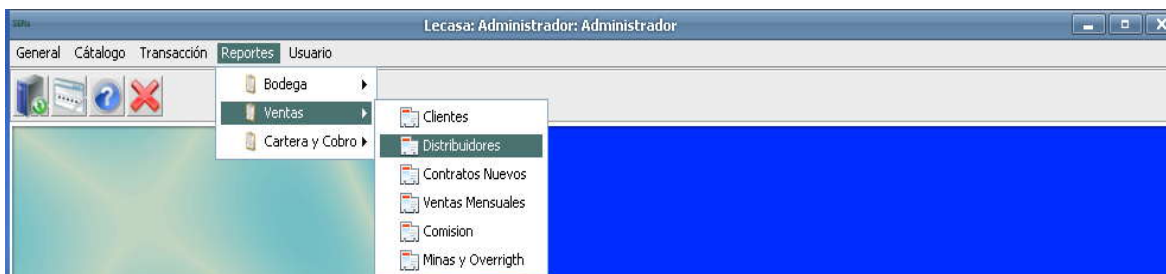 Lecasa: Administrador: Administrador
General Cátalogo Transacción Reportes Usuario
Bodega
Ventas
Cartera y Cobro
Clientes
Distribuidores
Contratos Nuevos
Ventas Mensuales
Comision
Minas y Overrigth